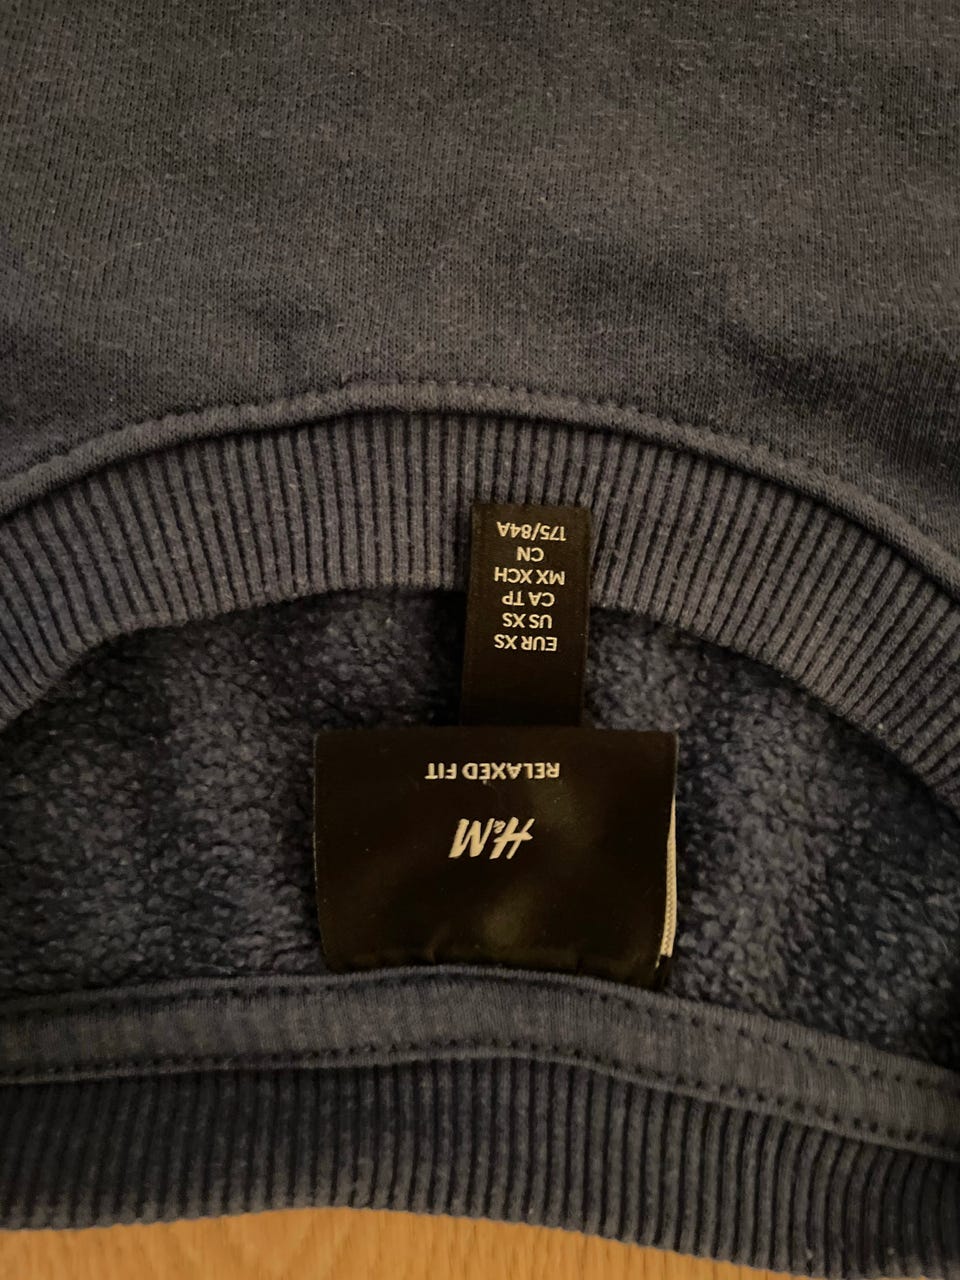 H&M
RELAXED FIT
EUR XS
US XS
CA TP
MX XCH
CN
175/84A